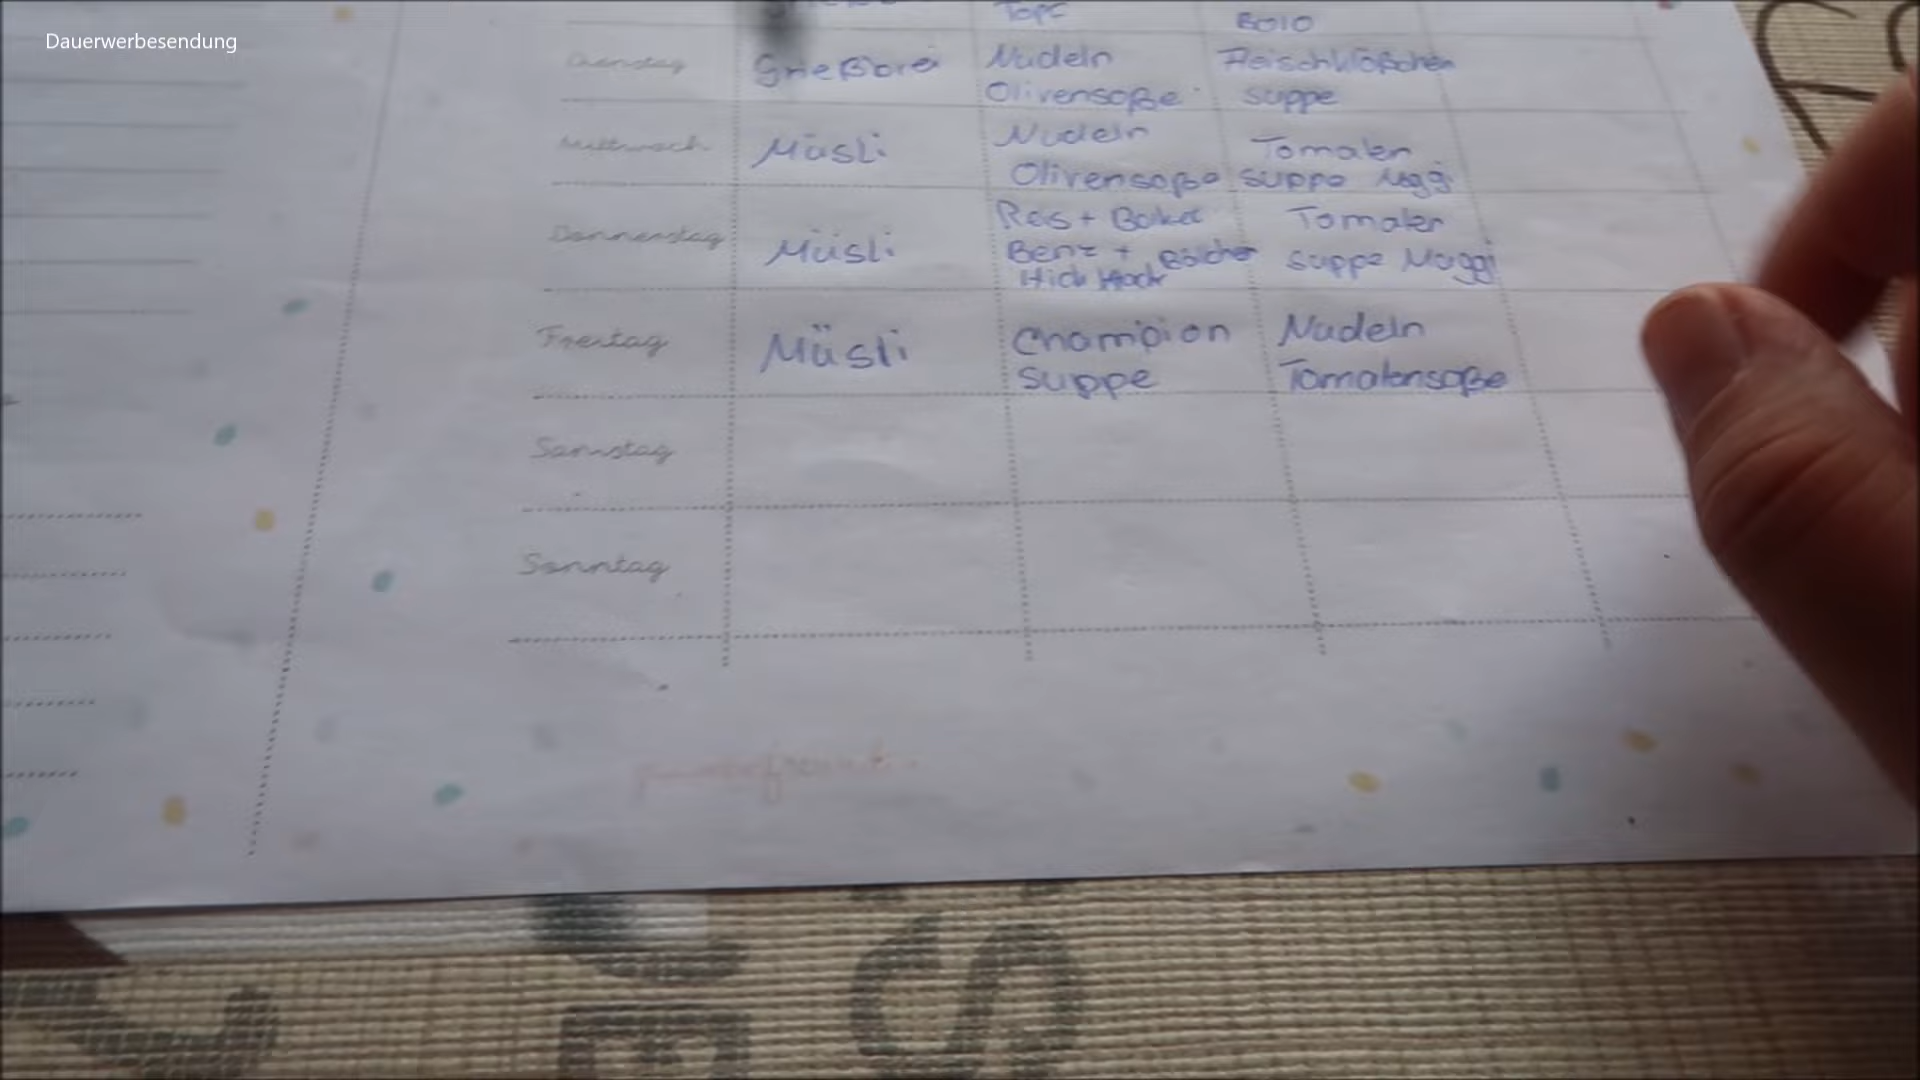 Dauerwerbesendung
Topf
Bolo
Dienstag Grießbrei Nudeln Fleischklößchen
Olivensoße suppe
Mittwoch Müsli Nudeln Tomaten
Olivensoße suppe Maggi
Reis + Tomaten
Donnerstag Müsli + suppe Maggi
Freitag Müsli Champion Nudeln
suppe Tomatensoße
Samstag
Sonntag